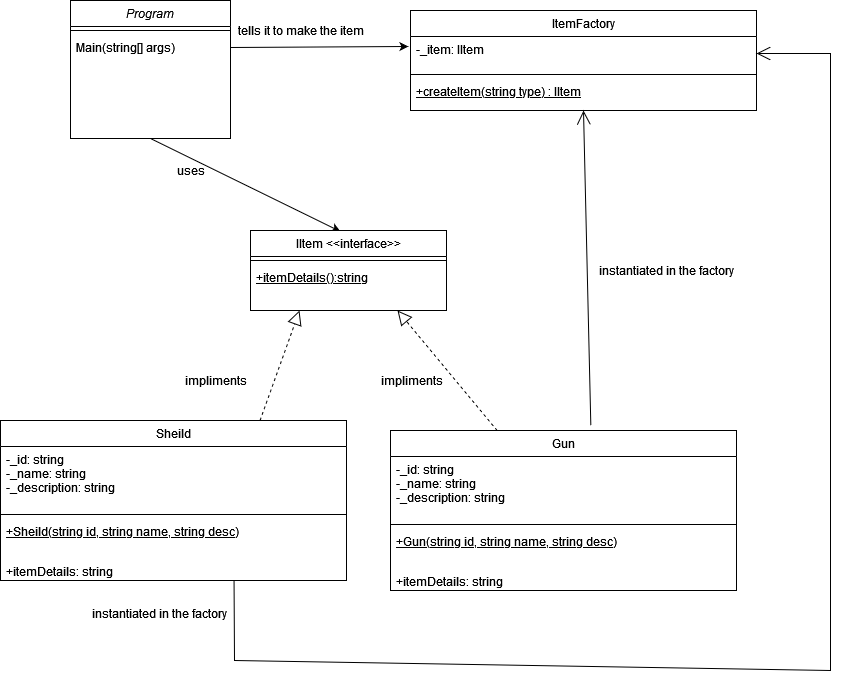 Program
Main(string[] args)
tells it to make the item
ItemFactory
-_item: IItem
+createItem(string type) : IItem
uses
IItem <<interface>>
+itemDetails():string
instantiated in the factory
impliments
impliments
Sheild
-_id: string
-_name: string
-_description: string
+Sheild(string id, string name, string desc)
+itemDetails: string
Gun
-_id: string
-_name: string
-_description: string
+Gun(string id, string name, string desc)
+itemDetails: string
instantiated in the factory